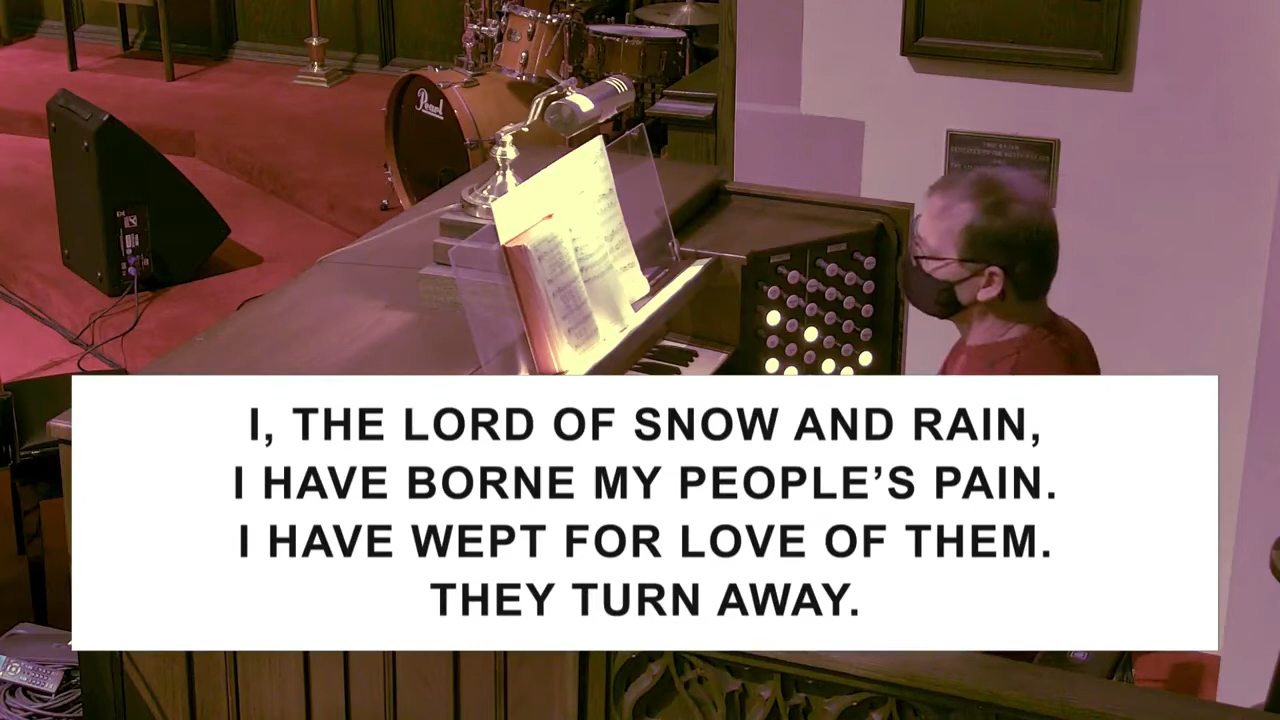 Pearl
I, THE LORD OF SNOW AND RAIN,
I HAVE BORNE MY PEOPLE’S PAIN.
I HAVE WEPT FOR LOVE OF THEM.
THEY TURN AWAY.